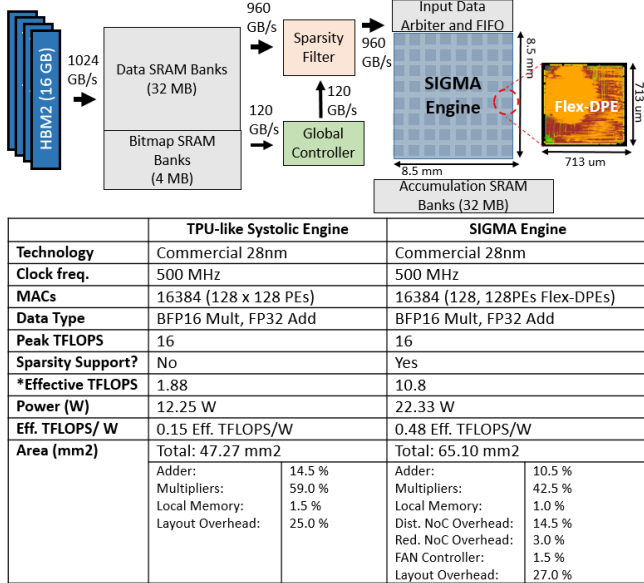 HBM2 (16 GB)
1024
GB/s
Data SRAM Banks
(32 MB)
Bitmap SRAM
Banks
(4 MB)
960
GB/s
120
GB/s
Sparsity
Filter
120
GB/s
Global
Controller
960
GB/s
Input Data
Arbiter and FIFO
SIGMA
Engine
8.5 mm
8.5 mm
Accumulation SRAM
Banks (32 MB)
Flex-DPE
713 um
713 um
TPU-like Systolic Engine SIGMA Engine
Technology Commercial 28nm Commercial 28nm
Clock freq. 500 MHz 500 MHz
MACs 16384 (128 x 128 PEs) 16384 (128, 128PEs Flex-DPEs)
Data Type BFP16 Mult, FP32 Add BFP16 Mult, FP32 Add
Peak TFLOPS 16 16
Sparsity Support? No Yes
*Effective TFLOPS 1.88 10.8
Power (W) 12.25 W 22.33 W
Eff. TFLOPS/ W 0.15 Eff. TFLOPS/W 0.48 Eff. TFLOPS/W
Area (mm2) Total: 47.27 mm2 Total: 65.10 mm2
Adder: 14.5 % Adder: 10.5 %
Multipliers: 59.0 % Multipliers: 42.5 %
Local Memory: 1.5 % Local Memory: 1.0 %
Layout Overhead: 25.0 % Dist. NoC Overhead: 14.5 %
Red. NoC Overhead: 3.0 %
FAN Controller: 1.5 %
Layout Overhead: 27.0 %